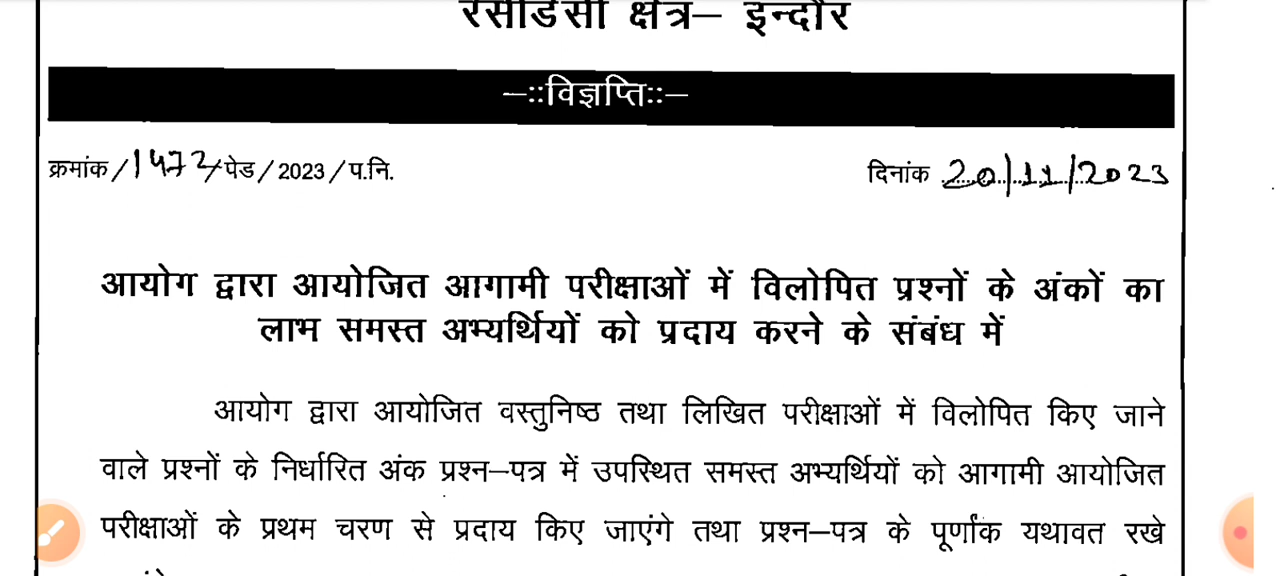 रेसीडेंसी क्षेत्र– इन्दौर
–::विज्ञप्ति::–
क्रमांक/1473/पेड/2023/प.नि. दिनांक 20/11/2023
आयोग द्वारा आयोजित आगामी परीक्षाओं में विलोपित प्रश्नों के अंकों का
लाभ समस्त अभ्यर्थियों को प्रदाय करने के संबंध में
आयोग द्वारा आयोजित वस्तुनिष्ठ तथा लिखित परीक्षाओं में विलोपित किए जाने
वाले प्रश्नों के निर्धारित अंक प्रश्न–पत्र में उपस्थित समस्त अभ्यर्थियों को आगामी आयोजित
परीक्षाओं के प्रथम चरण से प्रदाय किए जाएंगे तथा प्रश्न–पत्र के पूर्णांक यथावत रखे